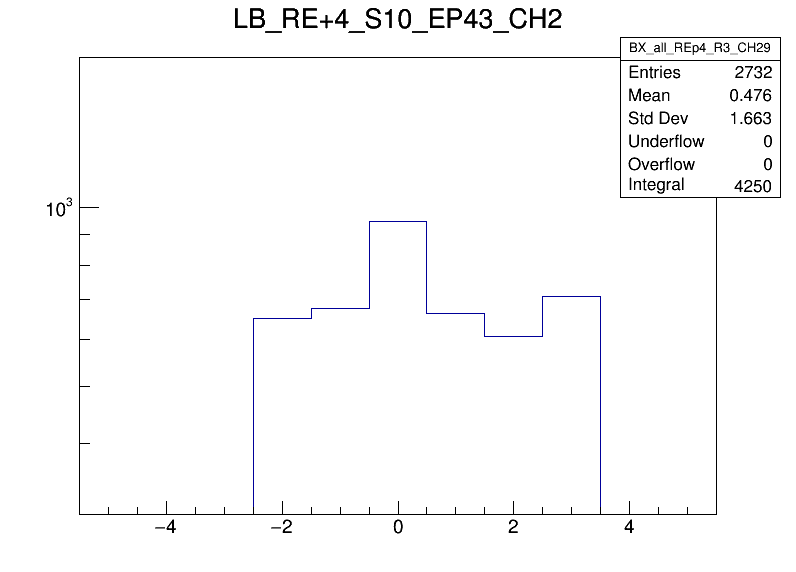 LB_RE+4_S10_EP43_CH2
BX_all_REp4_R3_CH29
Entries 2732
Mean 0.476
Std Dev 1.663
Underflow 0
Overflow 0
Integral 4250
10³
−4 −2 0 2 4